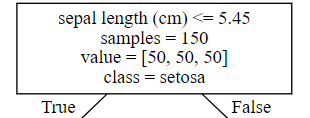 sepal length (cm) <= 5.45
samples = 150
value = [50, 50, 50]
class = setosa
True False